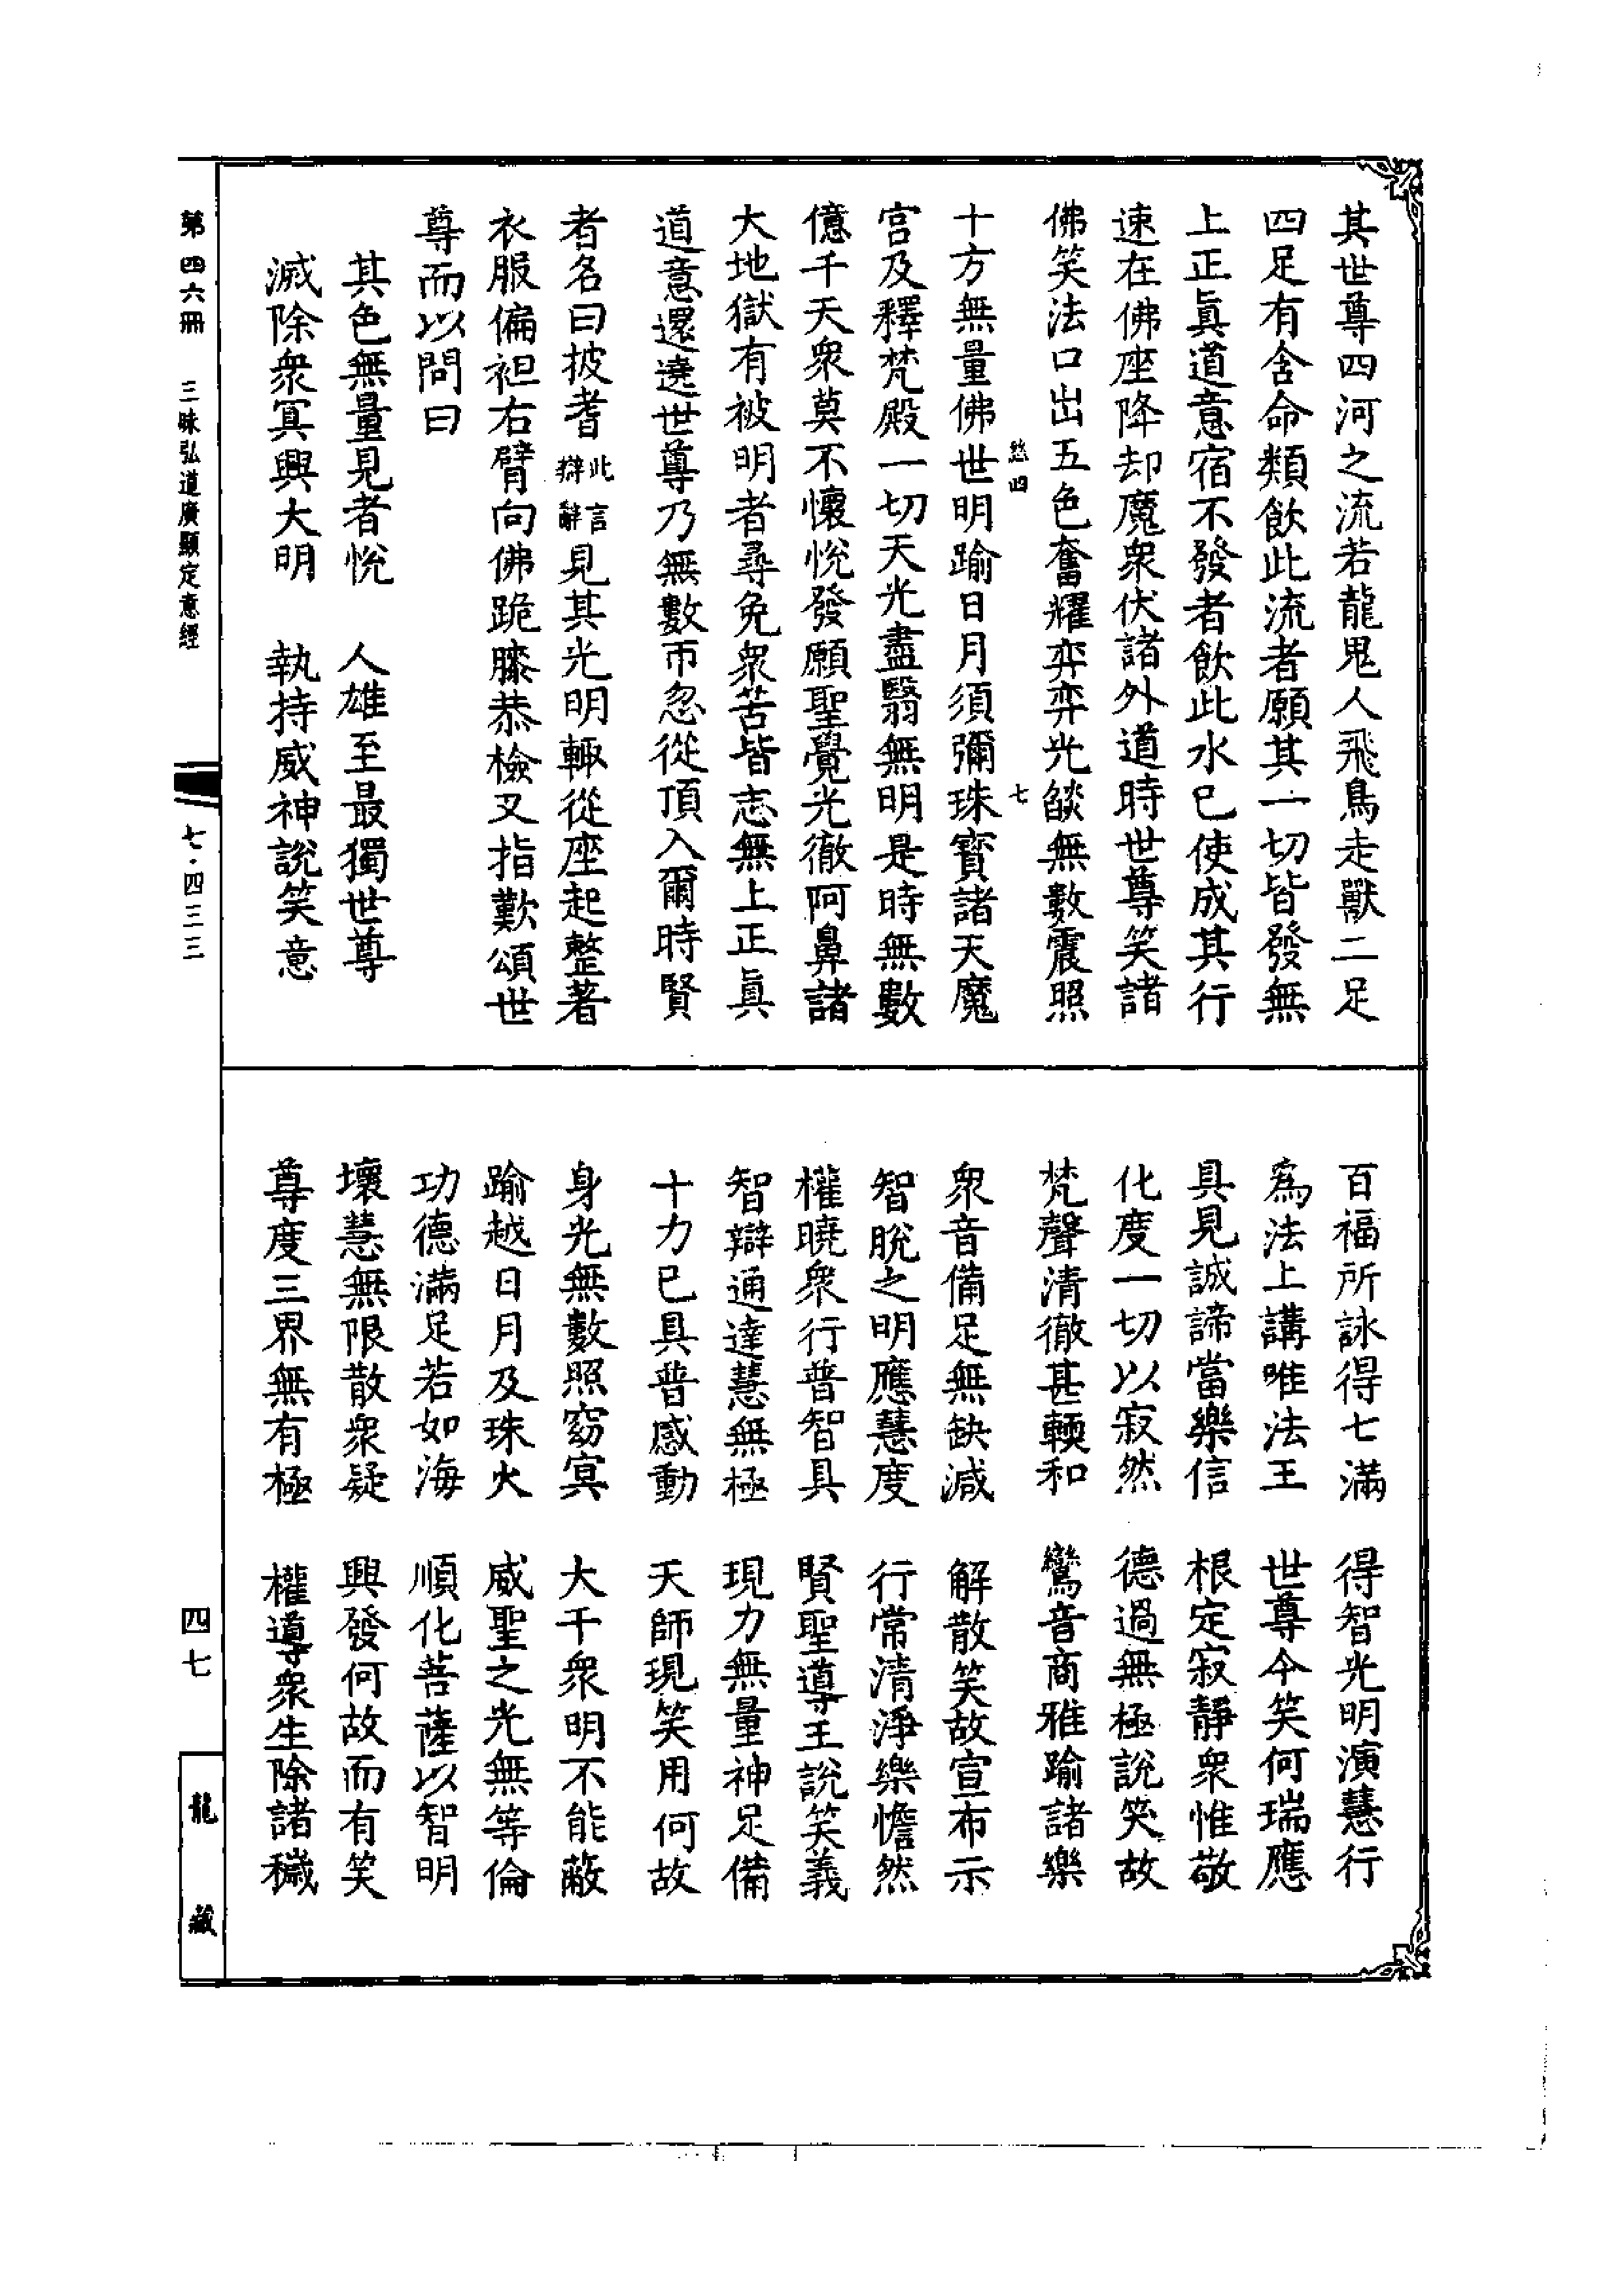 其世尊四河之流若龍鬼人飛鳥走獸二足
四足有含命類飲此流者願其一切皆發無
上正眞道意宿不發者飲此水已使成其行
速在佛座降却魔衆伏諸外道時世尊笑諸
佛笑法口出五色奮耀弈弈光燄無數震照
七
十方無量佛世明踰日月須彌珠寳諸天魔
宮及釋梵殿一切天光盡翳無明是時無數
億千天衆莫不懷悅發願聖覺光徹阿鼻諸
大地獄有被明者尋免衆苦皆志無上正眞
道意還遶世尊乃無數帀忽從頂入爾時賢
者名曰披耆此言辯辭見其光明輒從座起整著
衣服偏袒右臂向佛跪膝恭檢叉指歎頌世
尊而以問曰
其色無量見者悅　人雄至最獨世尊
滅除衆冥興大明　執持威神說笑意
百福所詠得七滿　得智光明演慧行
爲法上講唯法王　世尊今笑何瑞應
具見誠諦當樂信　根定寂靜衆惟敬
化度一切以寂然　德過無極說笑故
梵聲清徹甚輭和　鸞音商雅踰諸樂
衆音備足無缺減　解散笑故宣布示
智脫之明應慧度　行常清淨樂憺然
權曉衆行普智具　賢聖導王說笑義
智辯通達慧無極　現力無量神足備
十力已具普感動　天師現笑用何故
身光無數照窈冥　大千衆明不能蔽
踰越日月及珠火　威聖之光無等倫
功德滿足若如海　順化菩薩以智明
壞慧無限散衆疑　興發何故而有笑
尊度三界無有極　權導衆生除諸穢
第四六冊　三昧弘道廣顯定意經
七·四三三
四七
龍藏